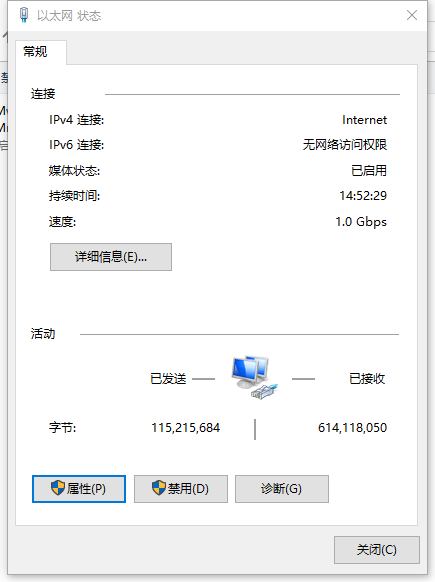 以太网 状态
常规
连接
IPv4 连接: Internet
IPv6 连接: 无网络访问权限
媒体状态: 已启用
持续时间: 14:52:29
速度: 1.0 Gbps
详细信息(E)...
活动
已发送 已接收
字节: 115,215,684 614,118,050
属性(P) 禁用(D) 诊断(G)
关闭(C)